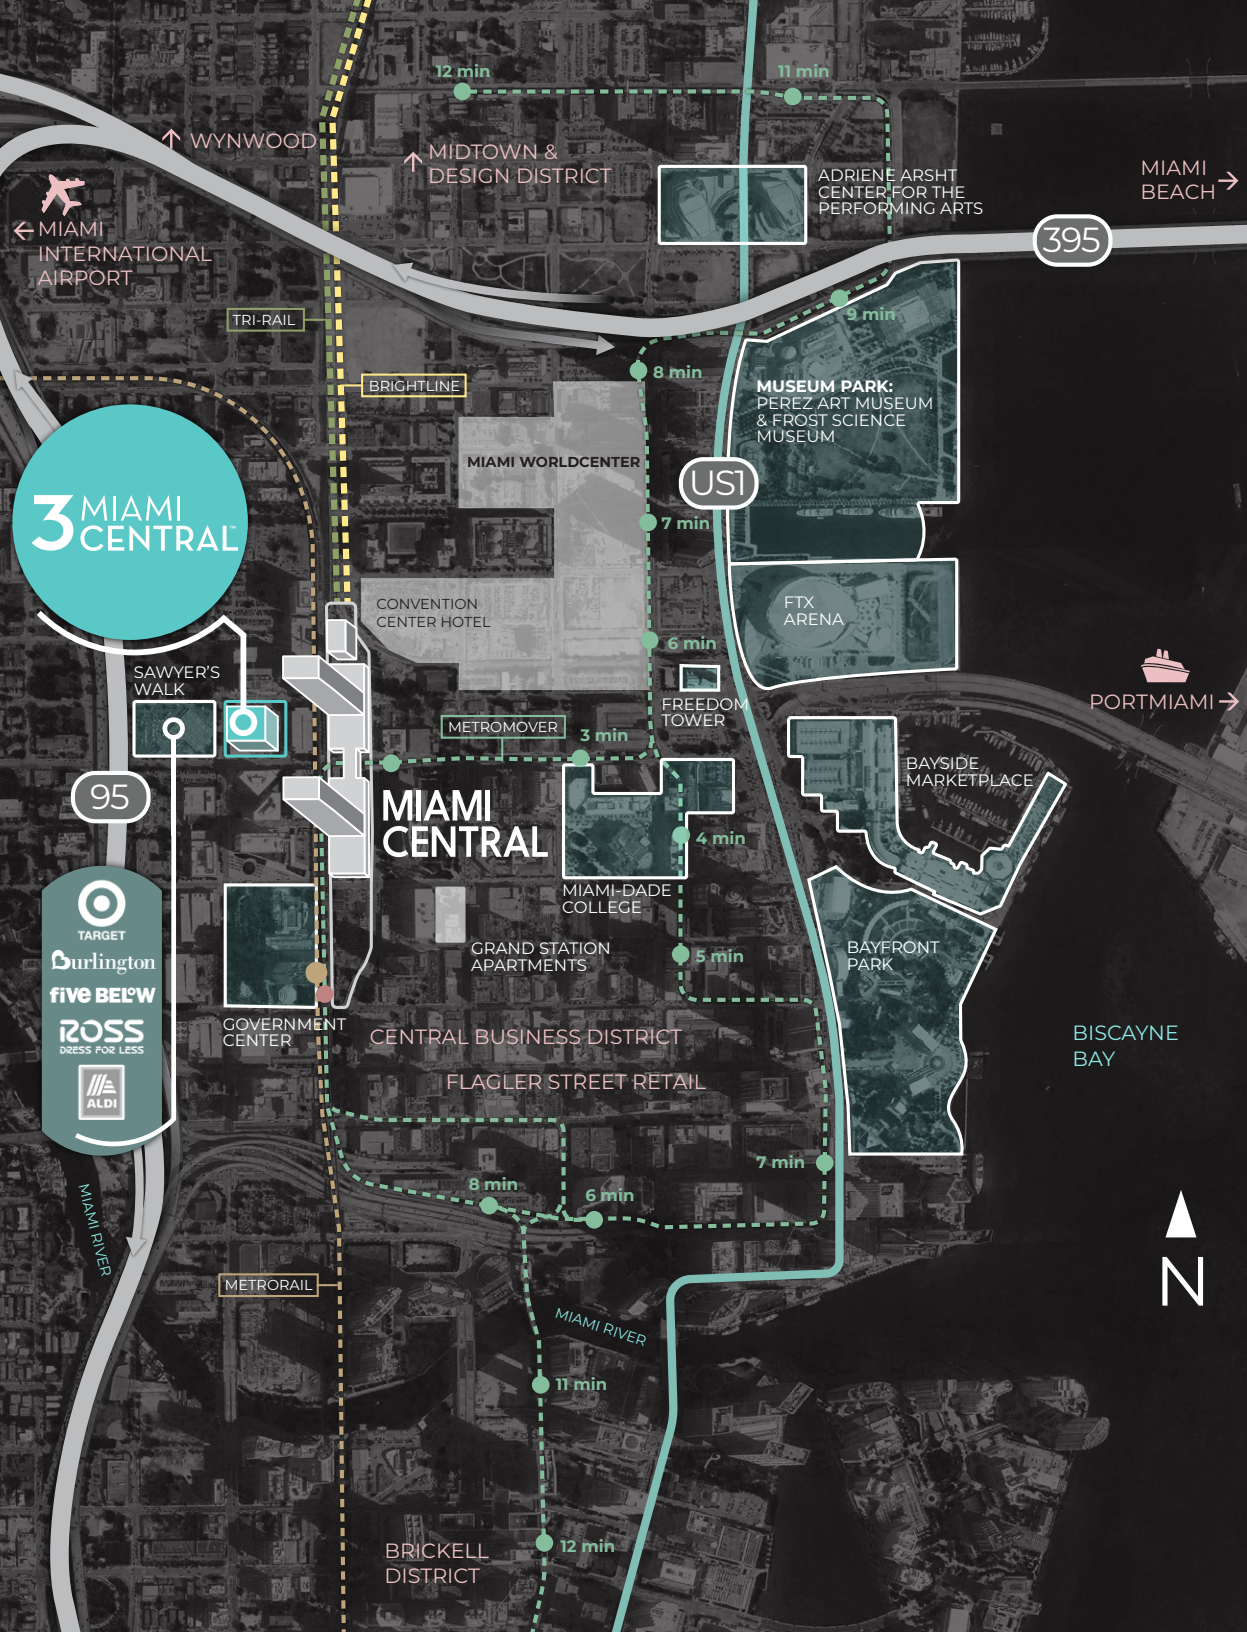 12 min
11 min
WYNWOOD
MIDTOWN &
DESIGN DISTRICT
ADRIENE ARSHT
CENTER FOR THE
PERFORMING ARTS
MIAMI
BEACH
MIAMI
INTERNATIONAL
AIRPORT
395
9 min
TRI-RAIL
BRIGHTLINE
8 min
MUSEUM PARK:
PEREZ ART MUSEUM
& FROST SCIENCE
MUSEUM
MIAMI WORLDCENTER
US1
7 min
3 MIAMI
CENTRAL™
CONVENTION
CENTER HOTEL
FTX
ARENA
6 min
SAWYER'S
WALK
FREEDOM
TOWER
PORTMIAMI
METROMOVER
3 min
BAYSIDE
MARKETPLACE
95
MIAMI
CENTRAL
4 min
MIAMI-DADE
COLLEGE
TARGET
Burlington
five BELOW
ROSS
DRESS FOR LESS
ALDI
GRAND STATION
APARTMENTS
5 min
BAYFRONT
PARK
GOVERNMENT
CENTER
CENTRAL BUSINESS DISTRICT
BISCAYNE
BAY
FLAGLER STREET RETAIL
7 min
8 min
6 min
MIAMI RIVER
N
METRORAIL
MIAMI RIVER
11 min
12 min
BRICKELL
DISTRICT